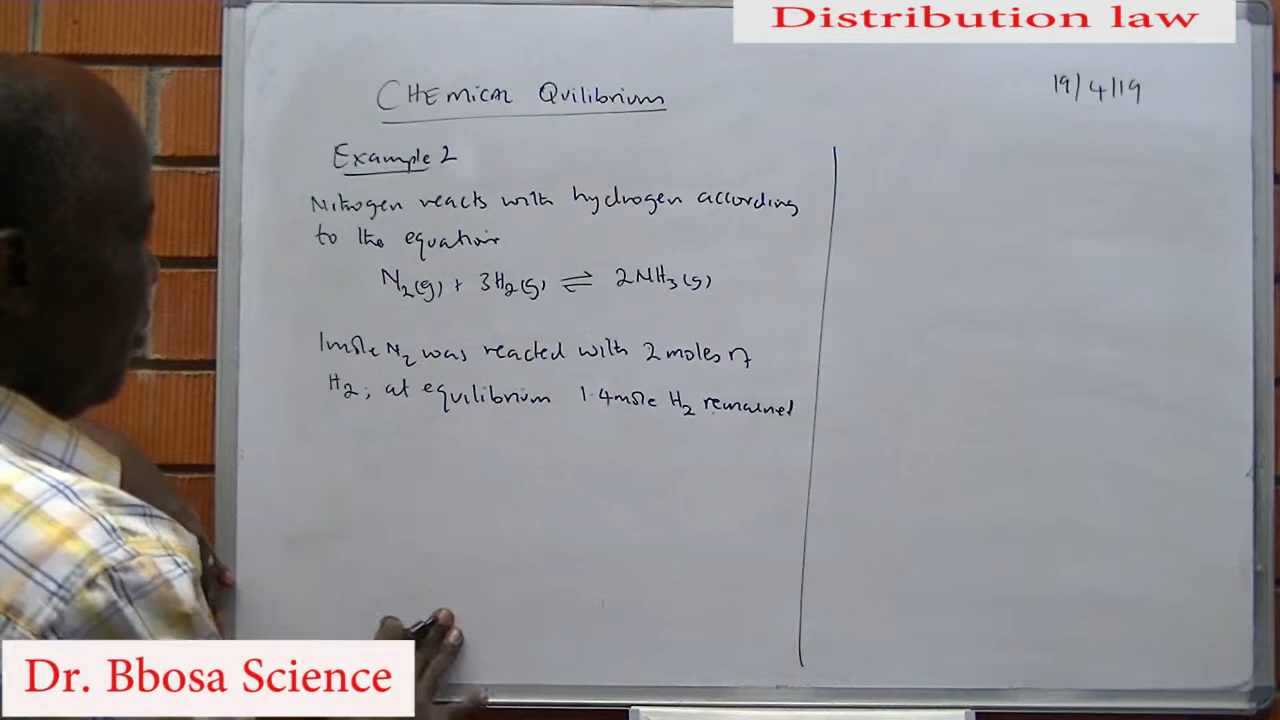 Distribution law
CHEMICAL QUILIBRIUM
19/4/19
Example 2
Nitrogen reacts with hydrogen according
to the equation
N₂(g) + 3H₂(g) ⇌ 2NH₃(g)
1mole N₂ was reacted with 2 moles of
H₂; at equilibrium 1.4mole H₂ remained
Dr. Bbosa Science